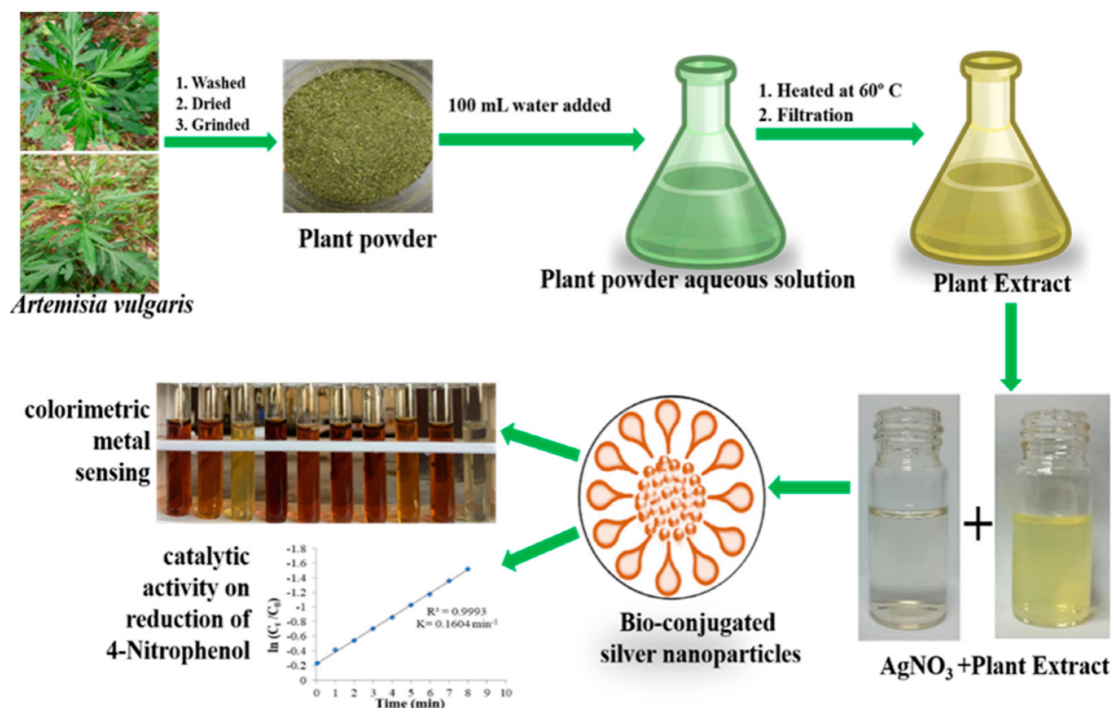 1. Washed
2. Dried
3. Grinded
100 mL water added
1. Heated at 60º C
2. Filtration
Artemisia vulgaris
Plant powder
Plant powder aqueous solution
Plant Extract
colorimetric
metal
sensing
catalytic
activity on
reduction of
4-Nitrophenol
ln (Ct /C0)
-1.8
-1.6
-1.4
-1.2
-1
-0.8
-0.6
-0.4
-0.2
0
R² = 0.9993
K= 0.1604 min⁻¹
0 1 2 3 4 5 6 7 8 9 10
Time (min)
Bio-conjugated
silver nanoparticles
+
AgNO₃ +Plant Extract